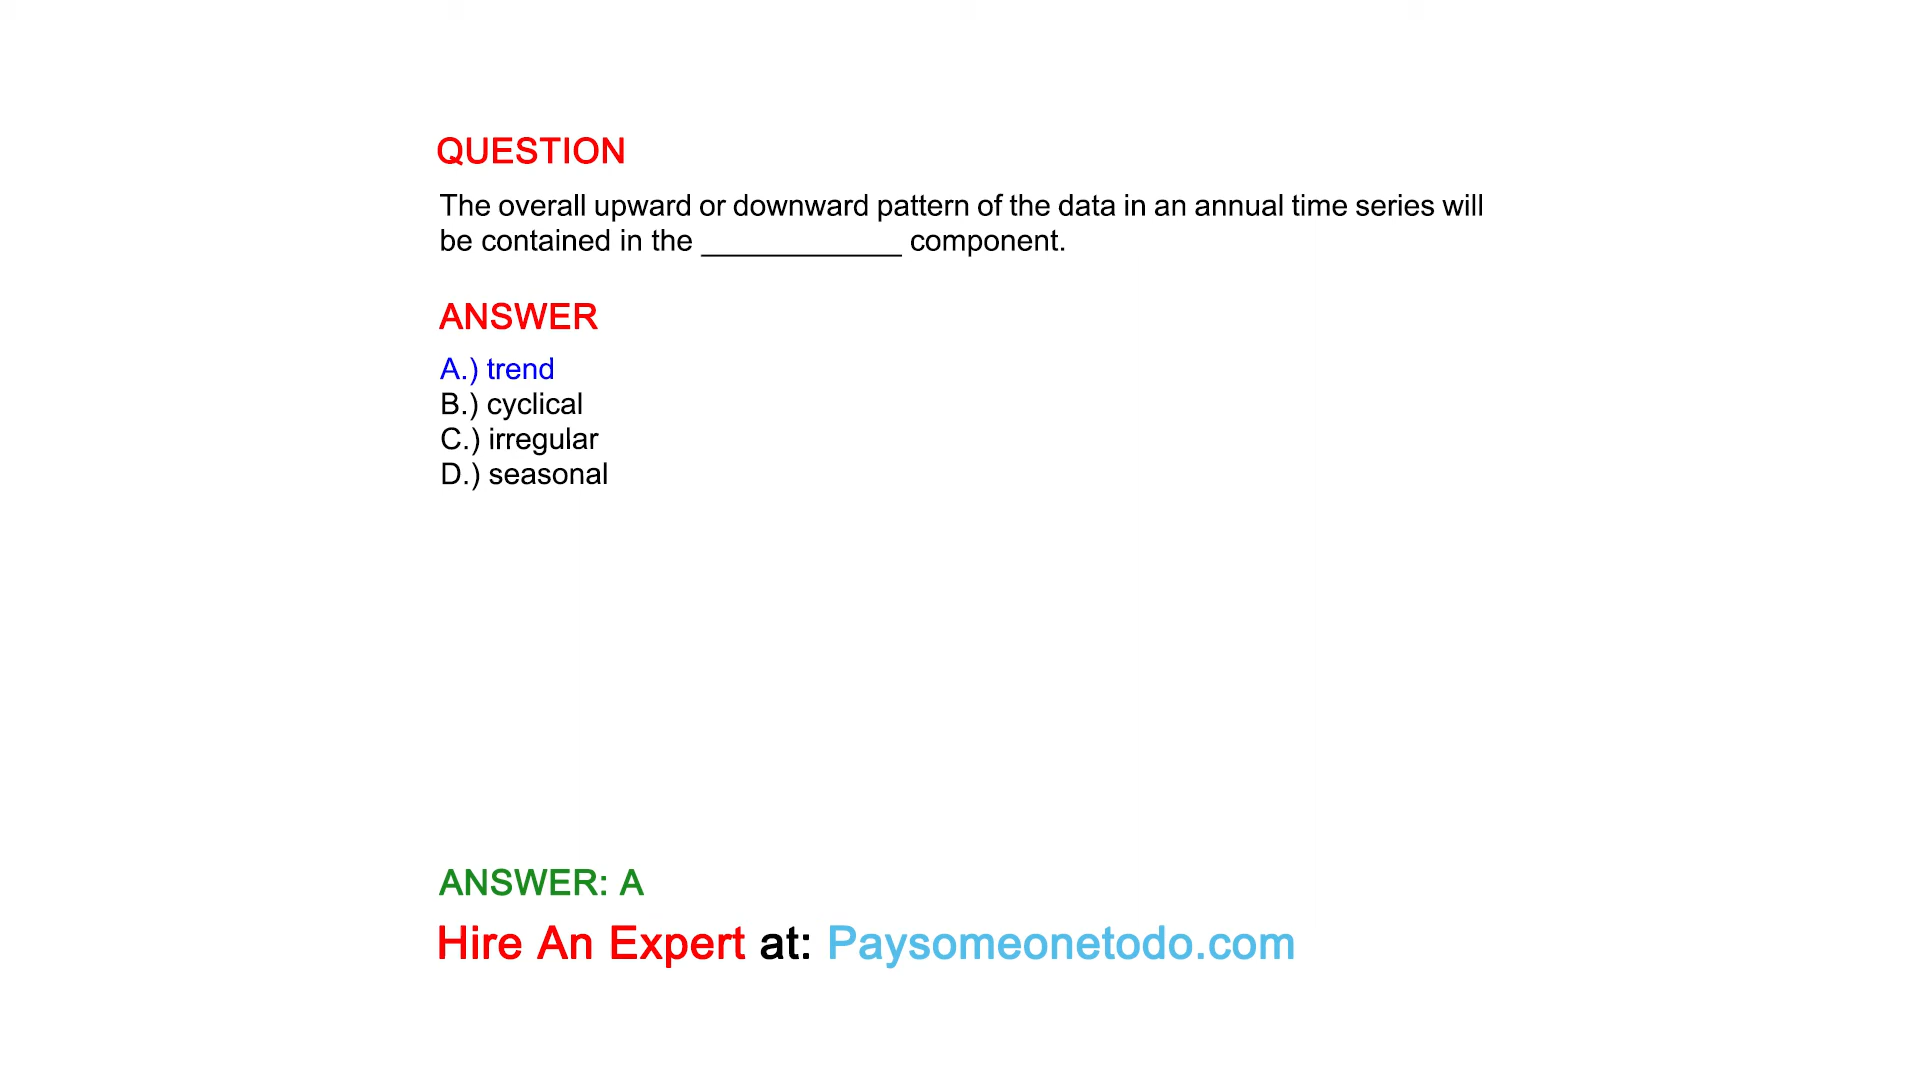 QUESTION
The overall upward or downward pattern of the data in an annual time series will
be contained in the ____________ component.
ANSWER
A.) trend
B.) cyclical
C.) irregular
D.) seasonal
ANSWER: A
Hire An Expert at: Paysomeonetodo.com